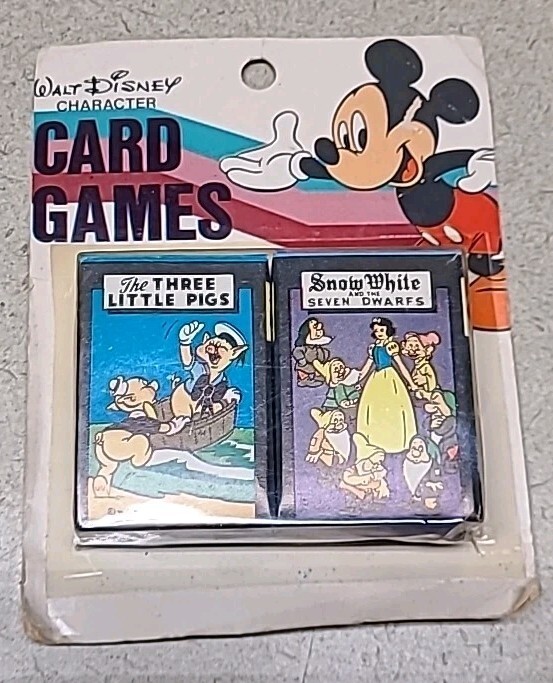 WALT DISNEY
CHARACTER
CARD
GAMES
The THREE
LITTLE PIGS
Snow White
AND THE
SEVEN DWARFS